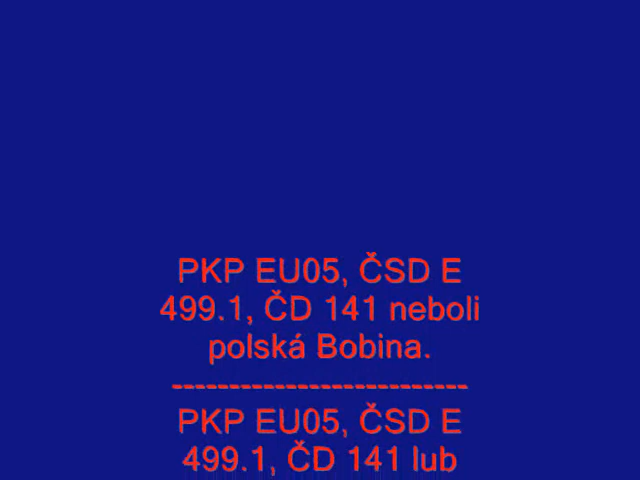 PKP EU05, ČSD E
499.1, ČD 141 neboli
polská Bobina.
--------------------------
PKP EU05, ČSD E
499.1, ČD 141 lub